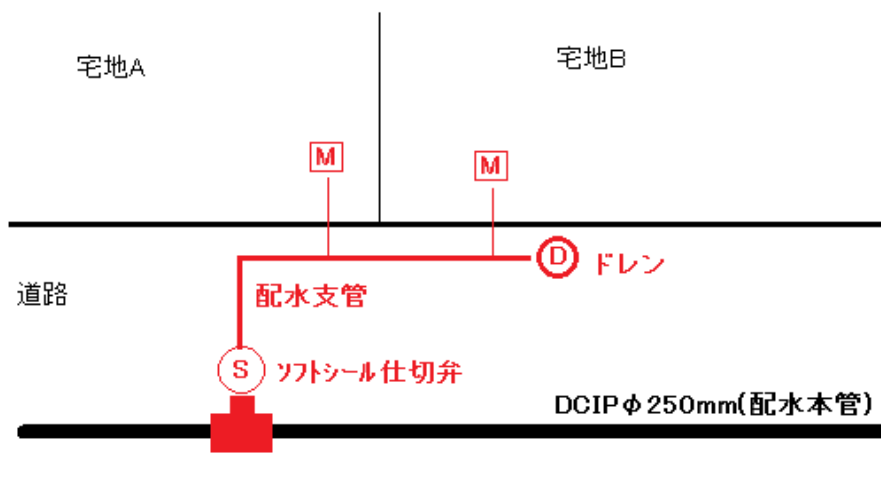 宅地A
宅地B
M
M
D
ドレン
道路
配水支管
S
ソフトシール仕切弁
DCIPφ250mm(配水本管)